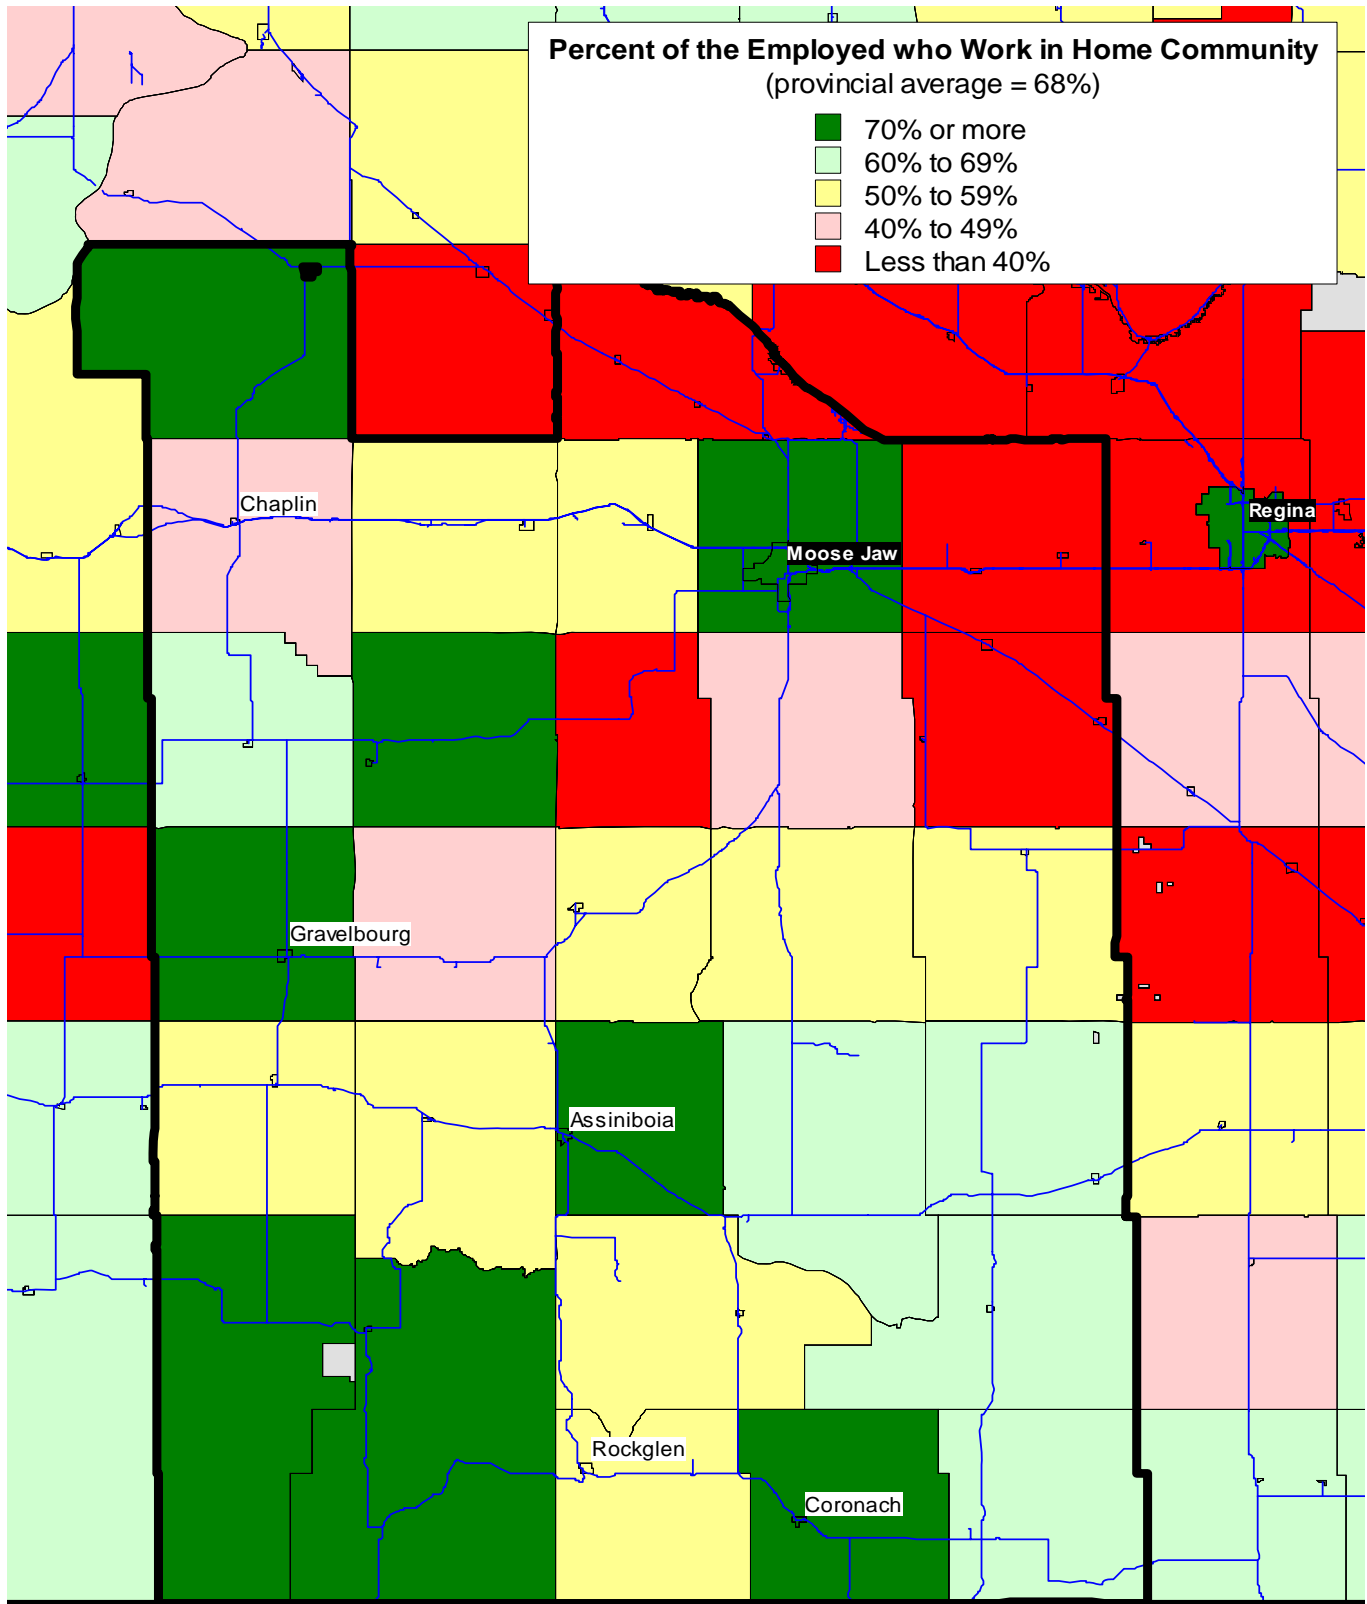 Percent of the Employed who Work in Home Community
(provincial average = 68%)
70% or more
60% to 69%
50% to 59%
40% to 49%
Less than 40%
Chaplin
Regina
Moose Jaw
Gravelbourg
Assiniboia
Rockglen
Coronach